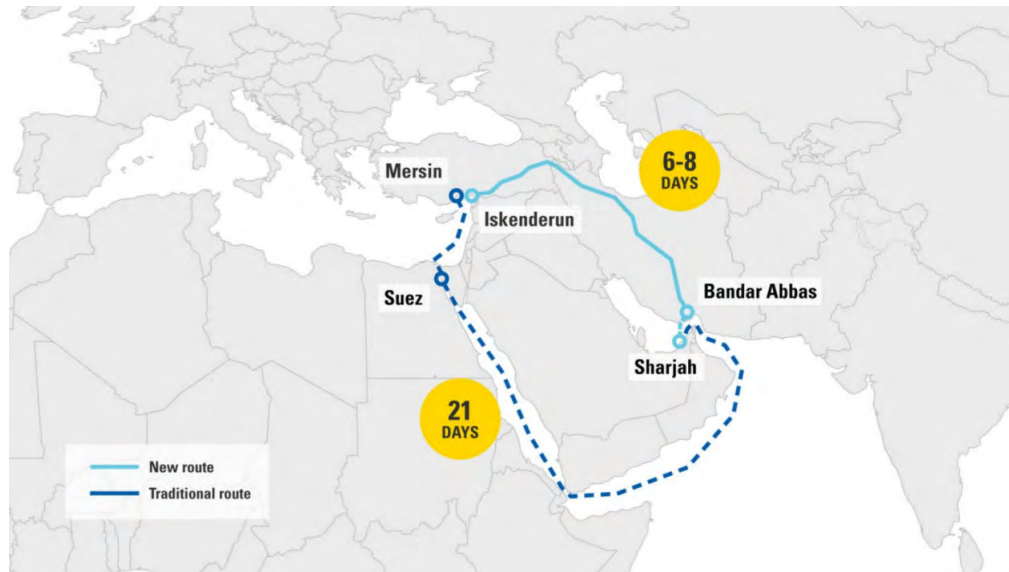 6-8
DAYS
Mersin
Iskenderun
Suez
Bandar Abbas
Sharjah
21
DAYS
New route
Traditional route